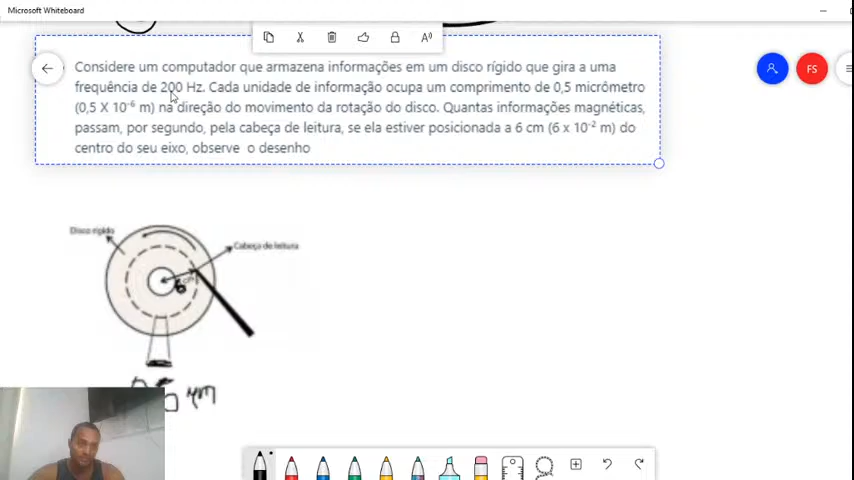 Microsoft Whiteboard
Considere um computador que armazena informações em um disco rígido que gira a uma
frequência de 200 Hz. Cada unidade de informação ocupa um comprimento de 0,5 micrômetro
(0,5 X 10⁻⁶ m) na direção do movimento da rotação do disco. Quantas informações magnéticas,
passam, por segundo, pela cabeça de leitura, se ela estiver posicionada a 6 cm (6 x 10⁻² m) do
centro do seu eixo, observe o desenho
FS
Disco rígido
Cabeça de leitura
6 cm
μm